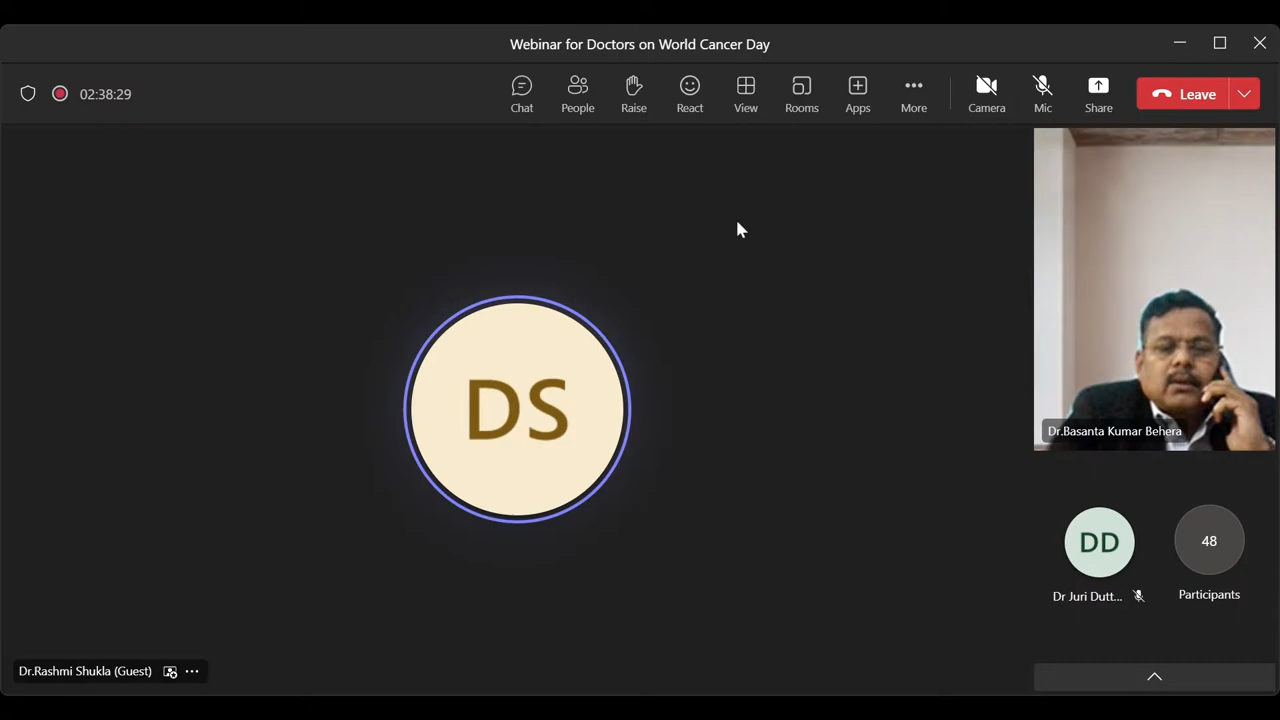 Webinar for Doctors on World Cancer Day
02:38:29
Chat
People
Raise
React
View
Rooms
Apps
More
Camera
Mic
Share
Leave
DS
Dr.Basanta Kumar Behera
DD
48
Dr Juri Dutt...
Participants
Dr.Rashmi Shukla (Guest)